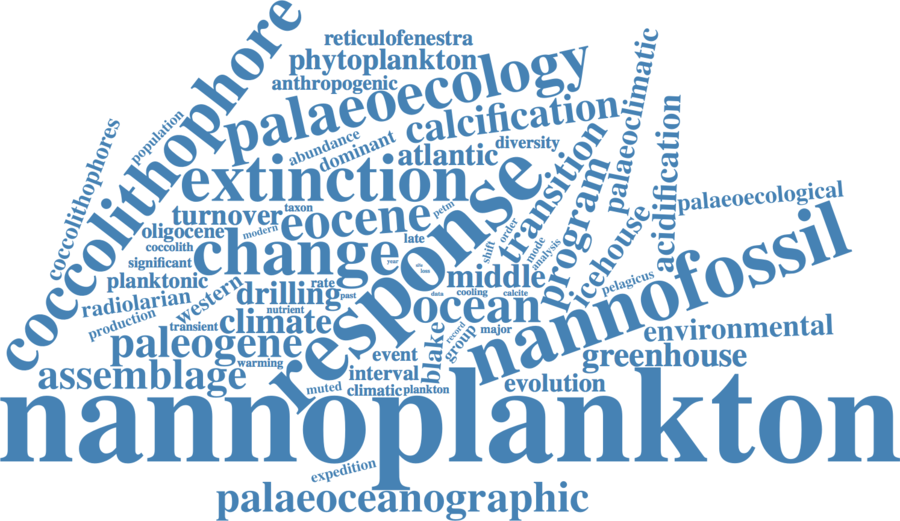 reticulofenestra
phytoplankton
anthropogenic
coccolithophore
palaeoecology
calcification
palaeoclimatic
population
abundance
dominant
atlantic
diversity
coccolithophores
extinction
transition
acidification
palaeoecological
turnover
taxon
eocene
petm
response
order
program
oligocene
modern
coccolith
change
late
shift
mode
analysis
icehouse
significant
year
site
loss
planktonic
western
drilling
rate
past
middle
pelagicus
nannofossil
radiolarian
nutrient
ocean
data
cooling
calcite
production
transient
climate
blake
record
group
major
environmental
paleogene
warming
event
greenhouse
assemblage
interval
muted
climatic
plankton
evolution
nannoplankton
expedition
palaeoceanographic